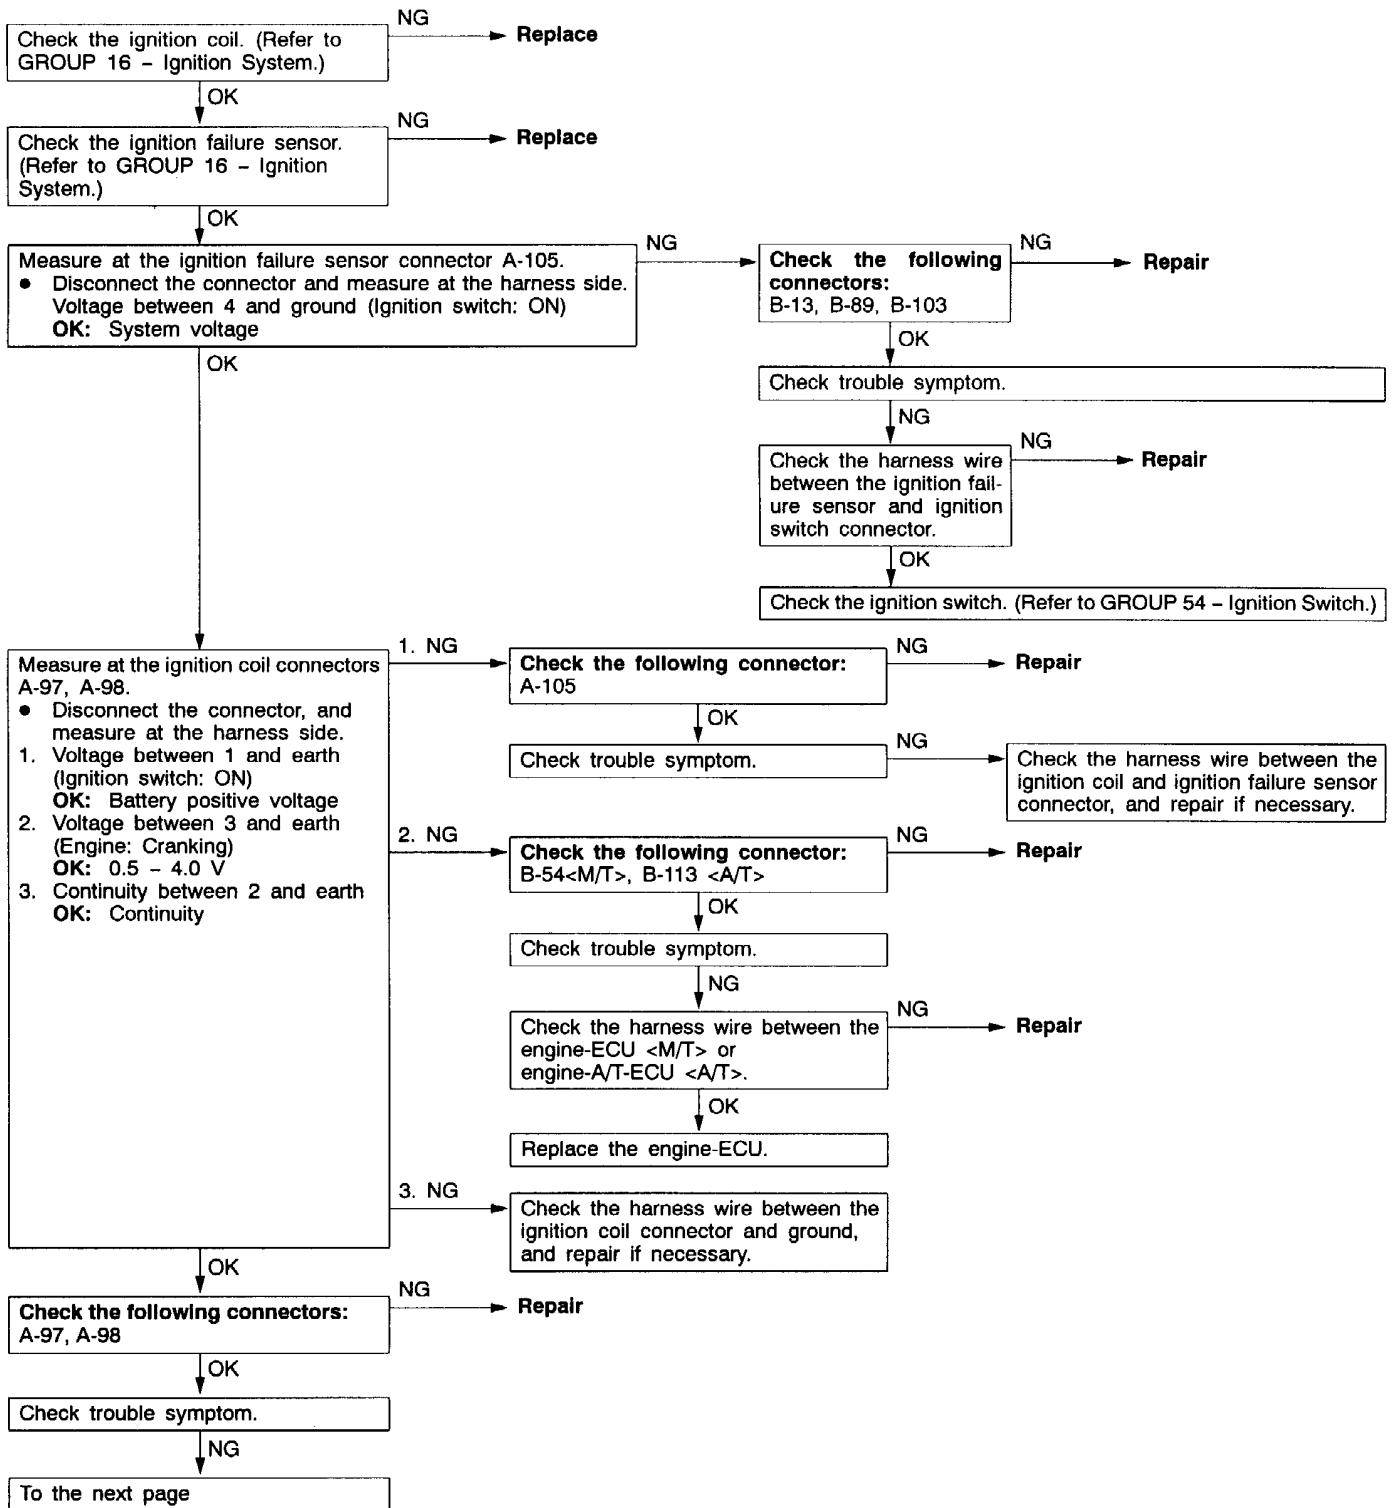 NG
Check the ignition coil. (Refer to
GROUP 16 – Ignition System.)
Replace
OK
NG
Check the ignition failure sensor.
(Refer to GROUP 16 – Ignition
System.)
Replace
OK
Measure at the ignition failure sensor connector A-105.
● Disconnect the connector and measure at the harness side.
Voltage between 4 and ground (Ignition switch: ON)
OK: System voltage
NG
Check the following
connectors:
B-13, B-89, B-103
NG
Repair
OK
OK
Check trouble symptom.
NG
Check the harness wire
between the ignition fail-
ure sensor and ignition
switch connector.
NG
Repair
OK
Check the ignition switch. (Refer to GROUP 54 – Ignition Switch.)
Measure at the ignition coil connectors
A-97, A-98.
● Disconnect the connector, and
measure at the harness side.
1. Voltage between 1 and earth
(Ignition switch: ON)
OK: Battery positive voltage
2. Voltage between 3 and earth
(Engine: Cranking)
OK: 0.5 – 4.0 V
3. Continuity between 2 and earth
OK: Continuity
1. NG
Check the following connector:
A-105
NG
Repair
OK
Check trouble symptom.
NG
Check the harness wire between the
ignition coil and ignition failure sensor
connector, and repair if necessary.
2. NG
Check the following connector:
B-54<M/T>, B-113 <A/T>
NG
Repair
OK
Check trouble symptom.
NG
Check the harness wire between the
engine-ECU <M/T> or
engine-A/T-ECU <A/T>.
NG
Repair
OK
Replace the engine-ECU.
3. NG
Check the harness wire between the
ignition coil connector and ground,
and repair if necessary.
OK
Check the following connectors:
A-97, A-98
NG
Repair
OK
Check trouble symptom.
NG
To the next page